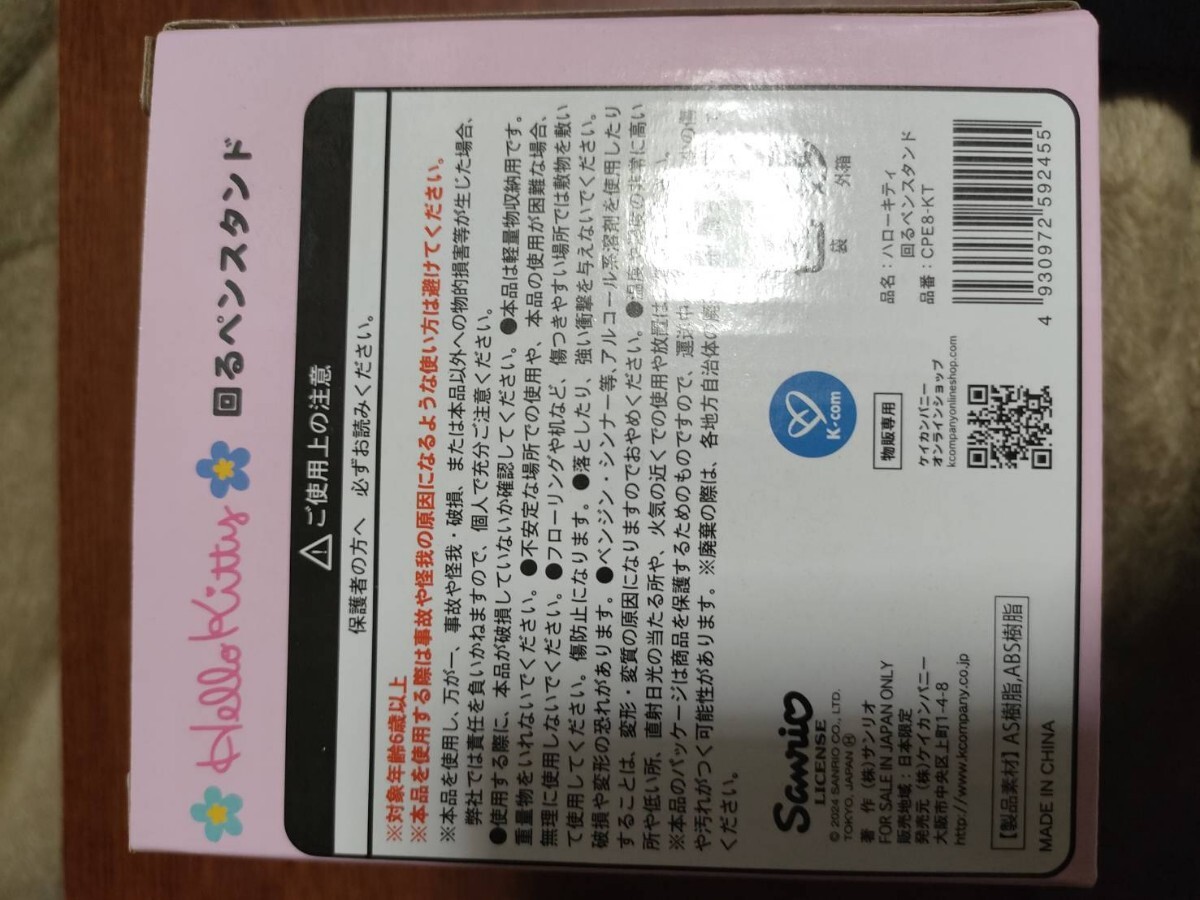 Hello Kitty 回るペンスタンド
ご使用上の注意
保護者の方へ 必ずお読みください。
※対象年齢6歳以上
※本品を使用する際は事故や怪我の原因になるような使い方は避けてください。
※本品を使用し、万が一、事故や怪我・破損、または本品以外への物的損害等が生じた場合、
弊社では責任を負いかねますので、個人で充分ご注意ください。
●使用する際に、本品が破損していないか確認してください。●本品は軽量物収納用です。
重量物をいれないでください。●不安定な場所での使用や、本品の使用が困難な場合、
無理に使用しないでください。●フローリングや机など、傷つきやすい場所では敷物を敷い
て使用してください。傷防止になります。●落としたり、強い衝撃を与えないでください。
破損や変形の恐れがあります。●ベンジン・シンナー等、アルコール系溶剤を使用したり
することは、変形・変質の原因になりますのでおやめください。●温度や湿度の非常に高い
所や低い所、直射日光の当たる所や、火気の近くでの使用や放置は
※本品のパッケージは商品を保護するためのものですので、運送中の傷
や汚れがつく可能性があります。※廃棄の際は、各地方自治体の
ください。
Sanrio
LICENSE
© 2024 SANRIO CO., LTD.
TOKYO, JAPAN Ⓗ
著 作 (株)サンリオ
FOR SALE IN JAPAN ONLY
販売地域:日本限定
発売元 (株)ケイカンパニー
大阪市中央区上町1-4-8
http://www.kcompany.co.jp
【製品素材】AS樹脂,ABS樹脂
MADE IN CHINA
K-com
物販専用
ケイカンパニー
オンラインショップ
kcompanyonlineshop.com
袋
外箱
品名:ハローキティ
回るペンスタンド
品番:CPE8-KT
4 930972 592455